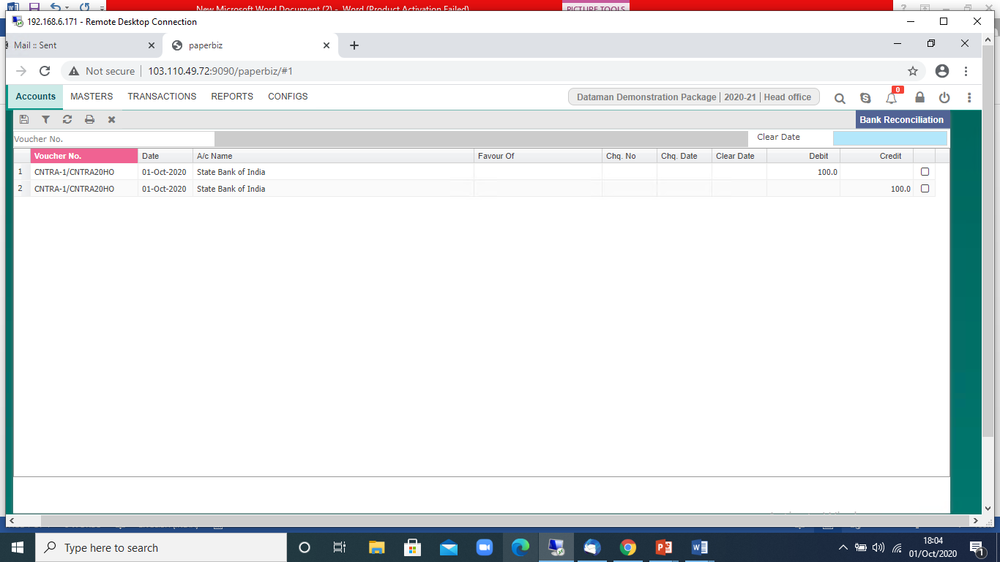 New Microsoft Word Document (2) - Word (Product Activation Failed)
PICTURE TOOLS
192.168.6.171 - Remote Desktop Connection
Mail :: Sent
paperbiz
Not secure
103.110.49.72:9090/paperbiz/#1
Accounts MASTERS TRANSACTIONS REPORTS CONFIGS
Dataman Demonstration Package | 2020-21 | Head office
0
Bank Reconciliation
Voucher No.
Clear Date
Voucher No. Date A/c Name Favour Of Chq. No Chq. Date Clear Date Debit Credit
1 CNTRA-1/CNTRA20HO 01-Oct-2020 State Bank of India 100.0
2 CNTRA-1/CNTRA20HO 01-Oct-2020 State Bank of India 100.0
Type here to search
18:04
01/Oct/2020
1